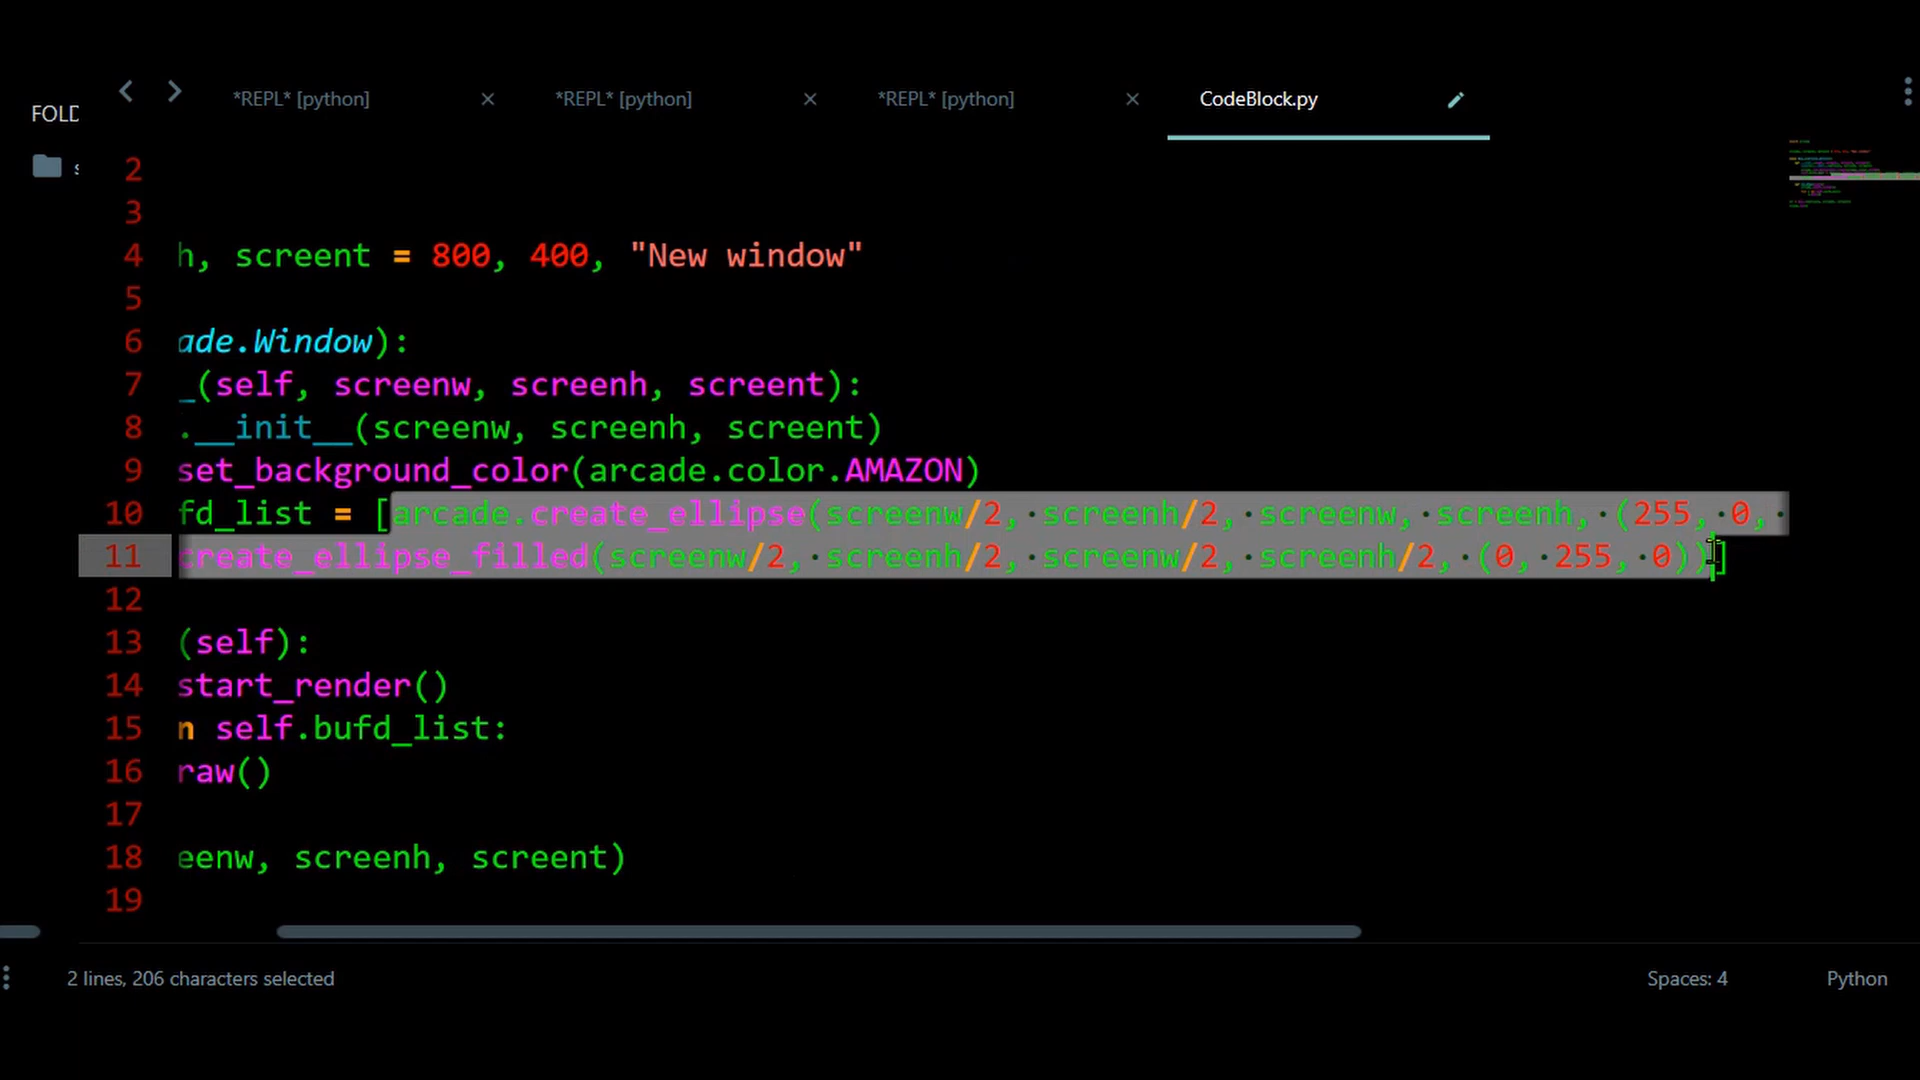 *REPL* [python]
*REPL* [python]
*REPL* [python]
CodeBlock.py
FOLD
s
2
3
4 h, screent = 800, 400, "New window"
5
6 ade.Window):
7 _(self, screenw, screenh, screent):
8 .__init__(screenw, screenh, screent)
9 set_background_color(arcade.color.AMAZON)
10 fd_list = [arcade.create_ellipse(screenw/2, screenh/2, screenw, screenh, (255, 0,
11 create_ellipse_filled(screenw/2, screenh/2, screenw/2, screenh/2, (0, 255, 0))]
12
13 (self):
14 start_render()
15 n self.bufd_list:
16 raw()
17
18 eenw, screenh, screent)
19
2 lines, 206 characters selected
Spaces: 4
Python